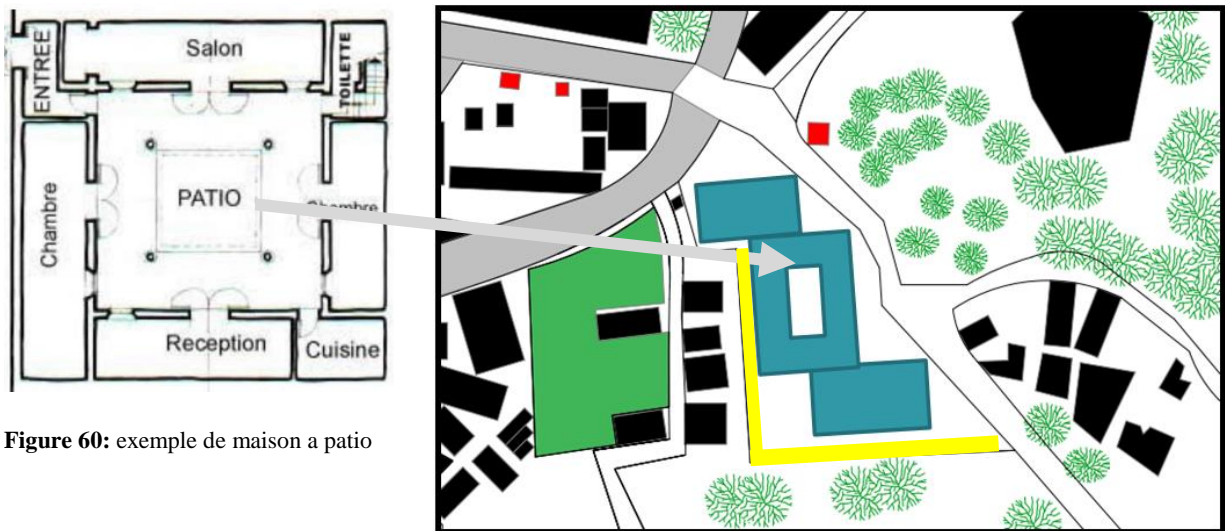 ENTREE
Salon
TOILETTE
Chambre
PATIO
Chambre
Reception
Cuisine
Figure 60: exemple de maison a patio